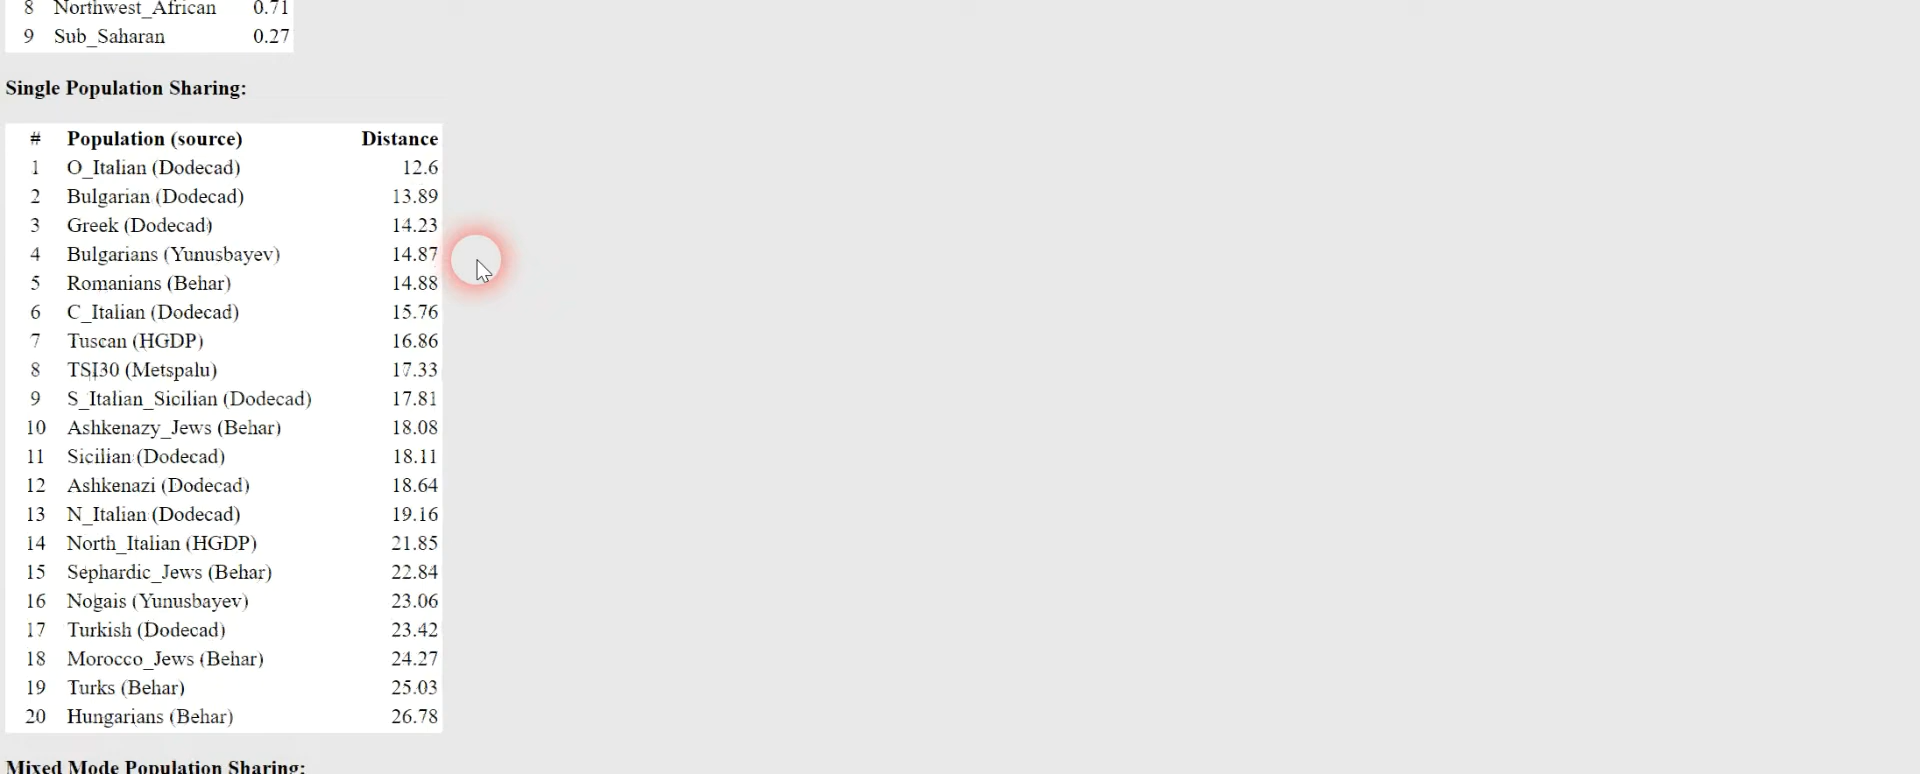 8 Northwest_African 0.71
9 Sub_Saharan 0.27
Single Population Sharing:
# Population (source) Distance
1 O_Italian (Dodecad) 12.6
2 Bulgarian (Dodecad) 13.89
3 Greek (Dodecad) 14.23
4 Bulgarians (Yunusbayev) 14.87
5 Romanians (Behar) 14.88
6 C_Italian (Dodecad) 15.76
7 Tuscan (HGDP) 16.86
8 TSI30 (Metspalu) 17.33
9 S_Italian_Sicilian (Dodecad) 17.81
10 Ashkenazy_Jews (Behar) 18.08
11 Sicilian (Dodecad) 18.11
12 Ashkenazi (Dodecad) 18.64
13 N_Italian (Dodecad) 19.16
14 North_Italian (HGDP) 21.85
15 Sephardic_Jews (Behar) 22.84
16 Nogais (Yunusbayev) 23.06
17 Turkish (Dodecad) 23.42
18 Morocco_Jews (Behar) 24.27
19 Turks (Behar) 25.03
20 Hungarians (Behar) 26.78
Mixed Mode Population Sharing: